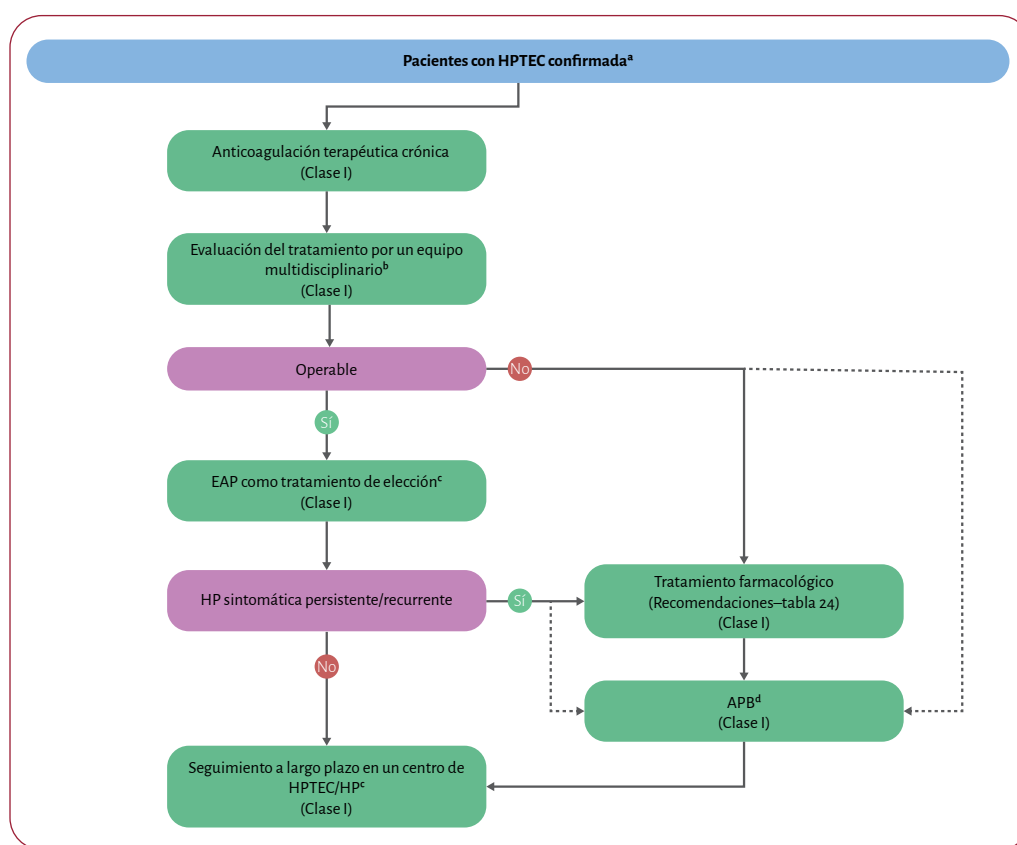 Pacientes con HPTEC confirmadaᵃ
Anticoagulación terapéutica crónica
(Clase I)
Evaluación del tratamiento por un equipo
multidisciplinarioᵇ
(Clase I)
Operable
No
Sí
EAP como tratamiento de elecciónᶜ
(Clase I)
HP sintomática persistente/recurrente
Sí
Tratamiento farmacológico
(Recomendaciones–tabla 24)
(Clase I)
No
APBᵈ
(Clase I)
Seguimiento a largo plazo en un centro de
HPTEC/HPᶜ
(Clase I)